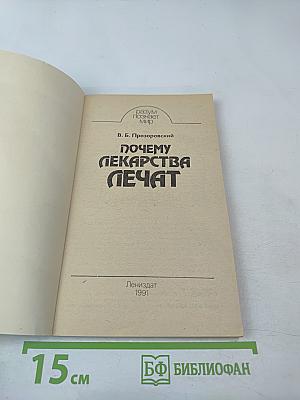 разум
познает
мир
В. Б. Прозоровский
ПОЧЕМУ
ЛЕКАРСТВА
ЛЕЧАТ
Лениздат
1991
15 см
БФ БИБЛИОФАН